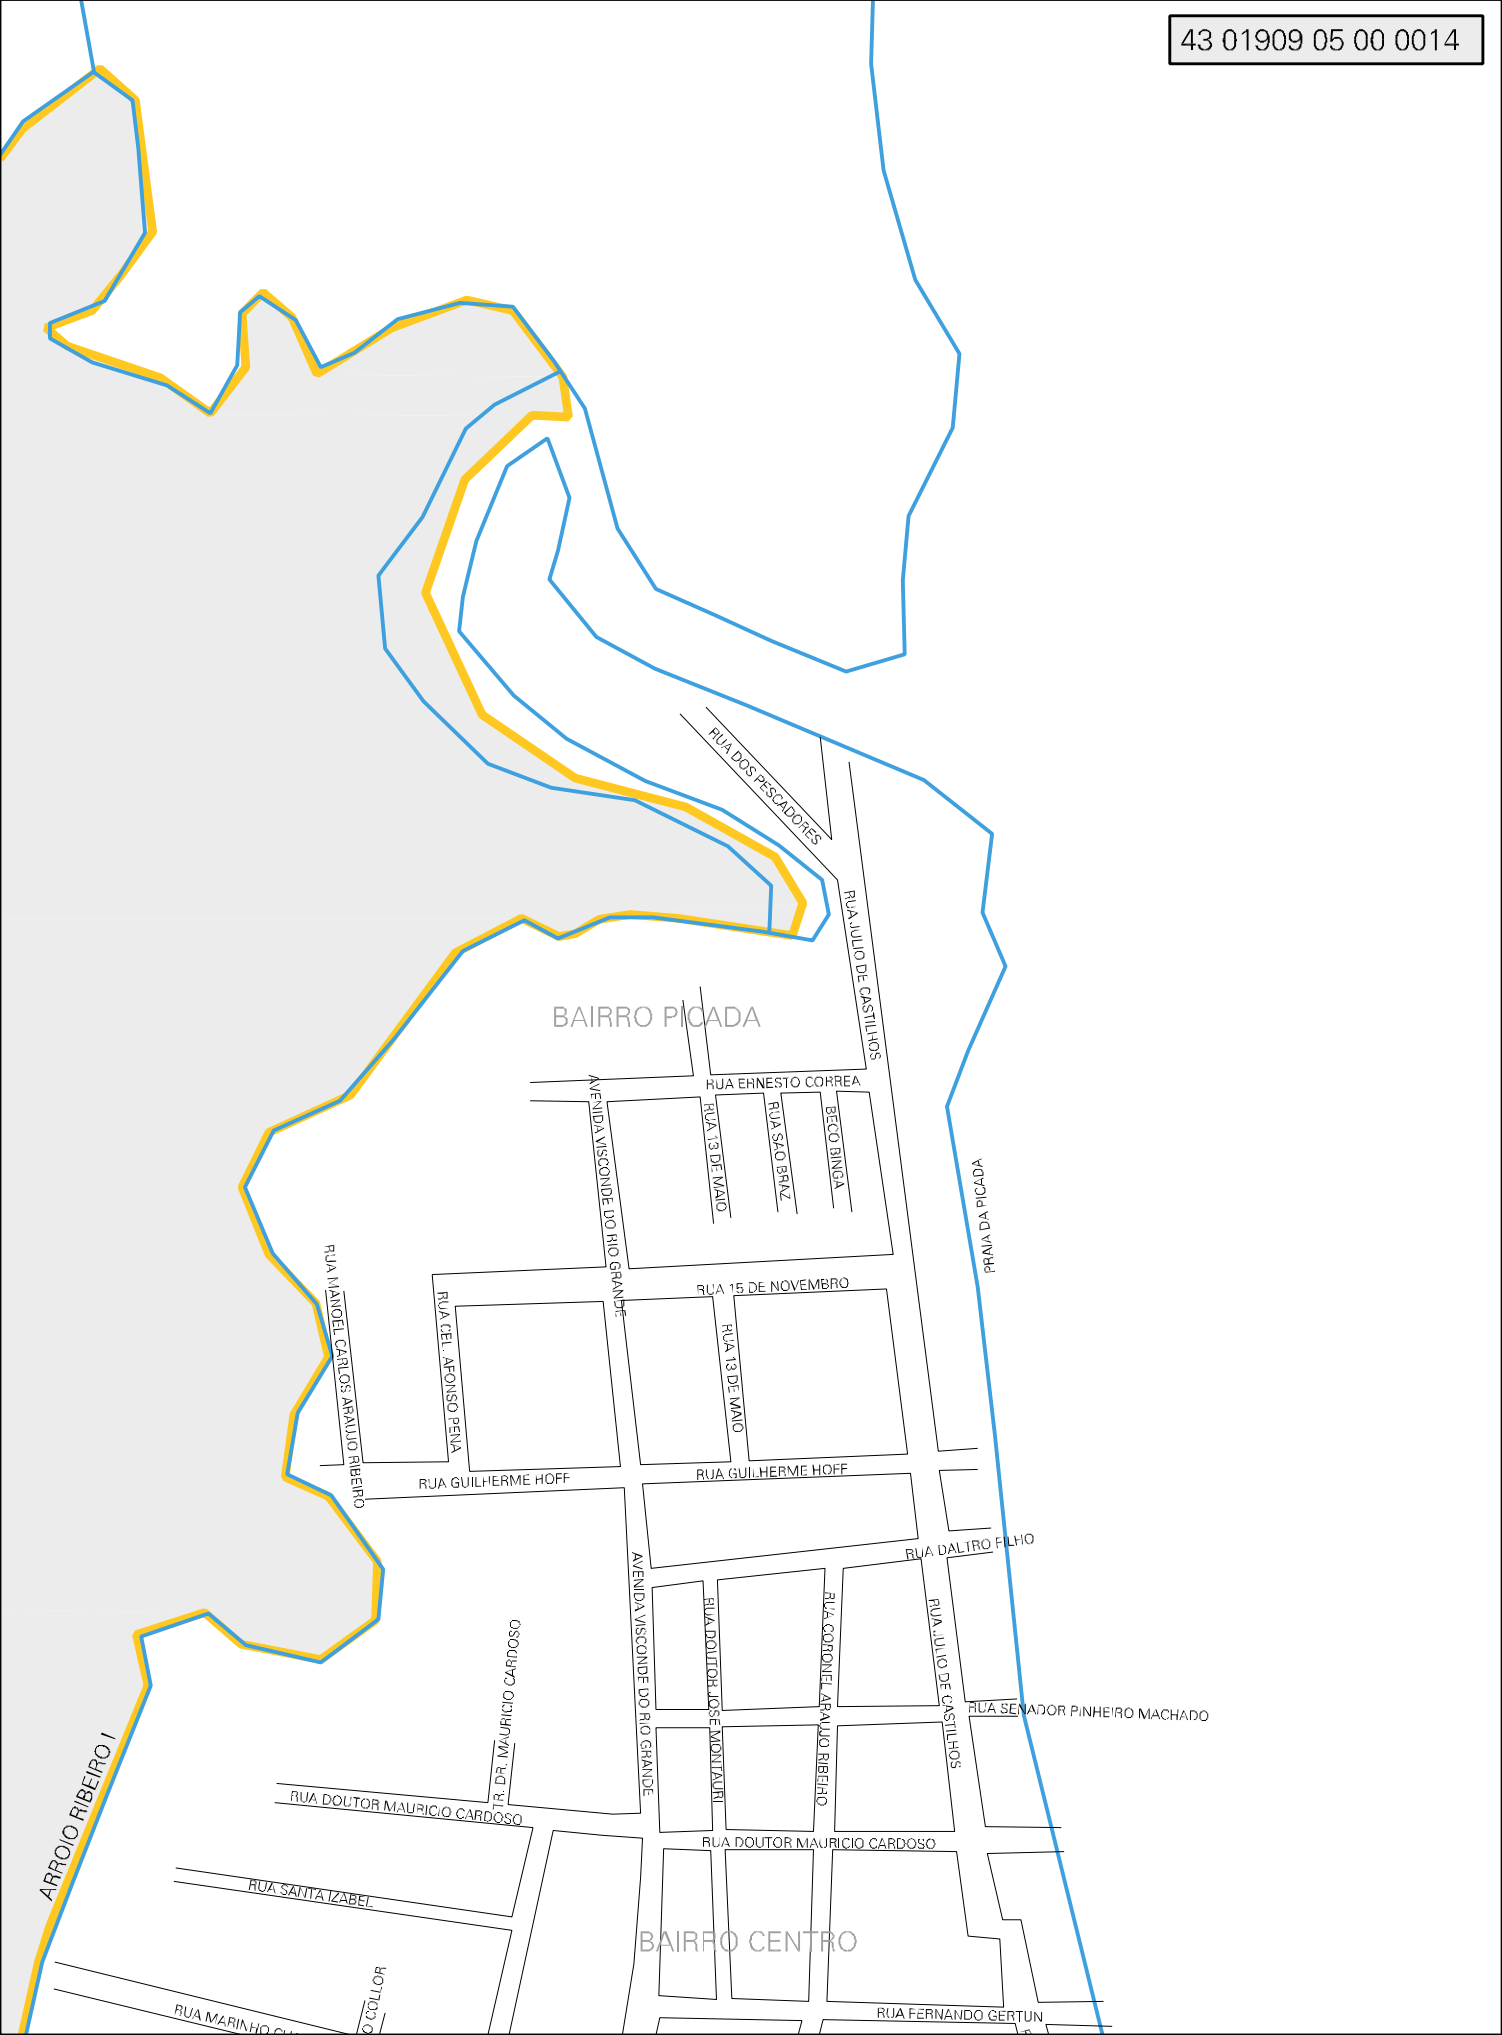 43 01909 05 00 0014
RUA DOS PESCADORES
RUA JULIO DE CASTILHOS
BAIRRO PICADA
RUA ERNESTO CORREA
AVENIDA VISCONDE DO RIO GRANDE
RUA 13 DE MAIO
RUA SAO BRAZ
BECO BINGA
PRAIA DA PICADA
RUA MANOEL CARLOS ARAUJO RIBEIRO
RUA CEL. AFONSO PENA
RUA 15 DE NOVEMBRO
RUA 13 DE MAIO
RUA GUILHERME HOFF
RUA GUILHERME HOFF
RUA DALTRO FILHO
AVENIDA VISCONDE DO RIO GRANDE
RUA DOUTOR JOSE MONTAURI
RUA CORONEL ARAUJO RIBEIRO
RUA JULIO DE CASTILHOS
TR. DR. MAURICIO CARDOSO
RUA SENADOR PINHEIRO MACHADO
ARROIO RIBEIRO I
RUA DOUTOR MAURICIO CARDOSO
RUA DOUTOR MAURICIO CARDOSO
RUA SANTA IZABEL
BAIRRO CENTRO
O COLLOR
RUA MARINHO
RUA FERNANDO GERTUN